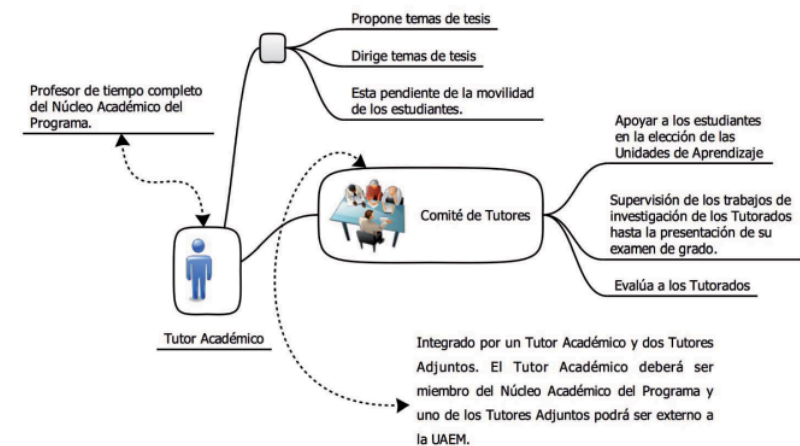 Propone temas de tesis
Dirige temas de tesis
Esta pendiente de la movilidad
de los estudiantes.
Profesor de tiempo completo
del Núcleo Académico del
Programa.
Apoyar a los estudiantes
en la elección de las
Unidades de Aprendizaje
Comité de Tutores
Supervisión de los trabajos de
investigación de los Tutorados
hasta la presentación de su
examen de grado.
Evalúa a los Tutorados
Tutor Académico
Integrado por un Tutor Académico y dos Tutores
Adjuntos. El Tutor Académico deberá ser
miembro del Núcleo Académico del Programa y
uno de los Tutores Adjuntos podrá ser externo a
la UAEM.